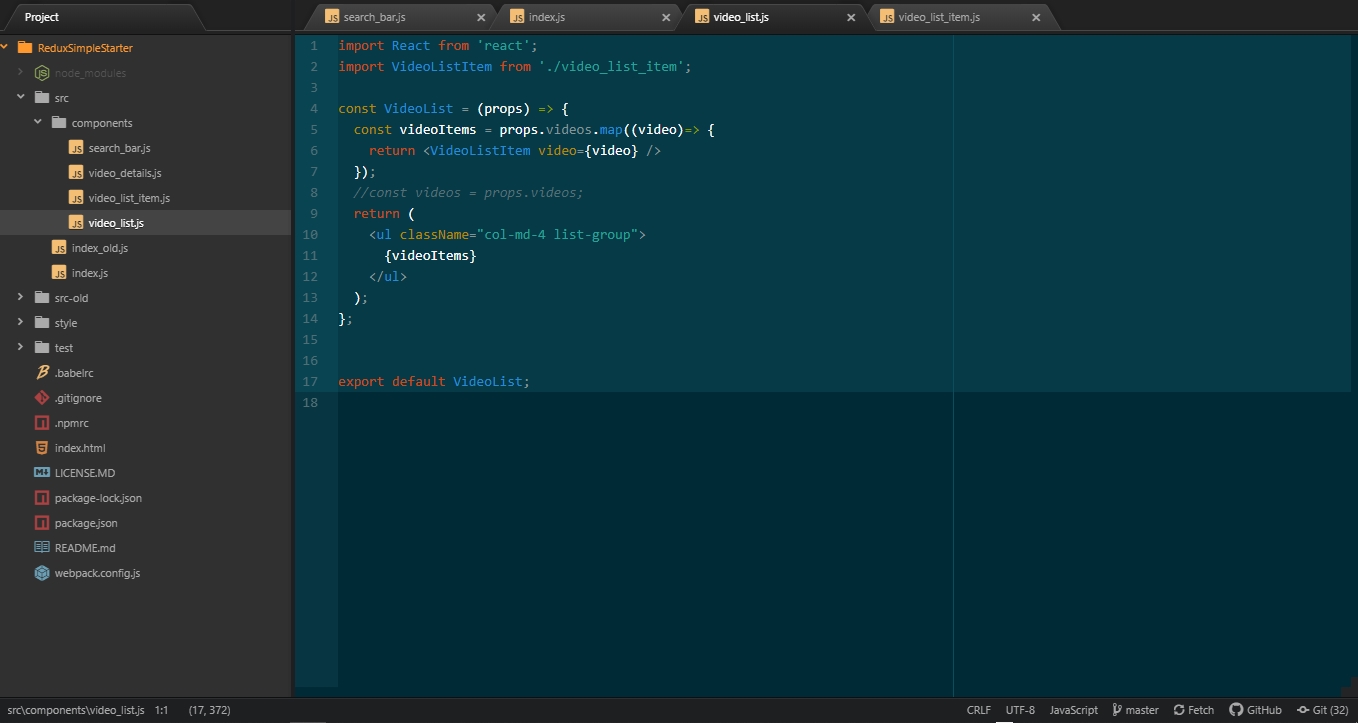 Project
ReduxSimpleStarter
node_modules
src
components
search_bar.js
video_details.js
video_list_item.js
video_list.js
index_old.js
index.js
src-old
style
test
.babelrc
.gitignore
.npmrc
index.html
LICENSE.MD
package-lock.json
package.json
README.md
webpack.config.js
search_bar.js index.js video_list.js video_list_item.js
1 import React from 'react';
2 import VideoListItem from './video_list_item';
3
4 const VideoList = (props) => {
5   const videoItems = props.videos.map((video)=> {
6     return <VideoListItem video={video} />
7   });
8   //const videos = props.videos;
9   return (
10     <ul className="col-md-4 list-group">
11       {videoItems}
12     </ul>
13   );
14 };
15
16
17 export default VideoList;
18
src\components\video_list.js 1:1 (17, 372) CRLF UTF-8 JavaScript master Fetch GitHub Git (32)